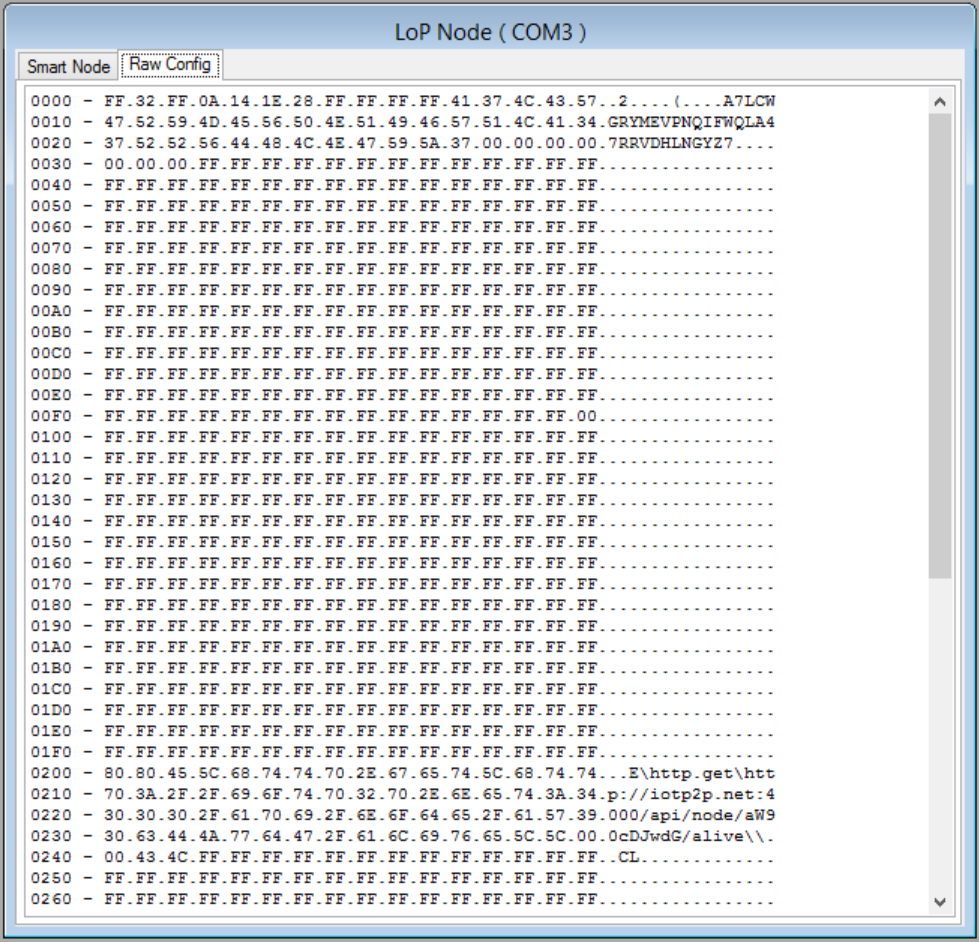 LoP Node ( COM3 )
Smart Node Raw Config
0000 - FF.32.FF.0A.14.1E.28.FF.FF.FF.FF.41.37.4C.43.57..2....(....A7LCW
0010 - 47.52.59.4D.45.56.50.4E.51.49.46.57.51.4C.41.34.GRYMEVPNQIFWQLA4
0020 - 37.52.52.56.44.48.4C.4E.47.59.5A.37.00.00.00.00.7RRVDHLNGYZ7....
0030 - 00.00.00.FF.FF.FF.FF.FF.FF.FF.FF.FF.FF.FF.FF.FF.................
0040 - FF.FF.FF.FF.FF.FF.FF.FF.FF.FF.FF.FF.FF.FF.FF.FF.................
0050 - FF.FF.FF.FF.FF.FF.FF.FF.FF.FF.FF.FF.FF.FF.FF.FF.................
0060 - FF.FF.FF.FF.FF.FF.FF.FF.FF.FF.FF.FF.FF.FF.FF.FF.................
0070 - FF.FF.FF.FF.FF.FF.FF.FF.FF.FF.FF.FF.FF.FF.FF.FF.................
0080 - FF.FF.FF.FF.FF.FF.FF.FF.FF.FF.FF.FF.FF.FF.FF.FF.................
0090 - FF.FF.FF.FF.FF.FF.FF.FF.FF.FF.FF.FF.FF.FF.FF.FF.................
00A0 - FF.FF.FF.FF.FF.FF.FF.FF.FF.FF.FF.FF.FF.FF.FF.FF.................
00B0 - FF.FF.FF.FF.FF.FF.FF.FF.FF.FF.FF.FF.FF.FF.FF.FF.................
00C0 - FF.FF.FF.FF.FF.FF.FF.FF.FF.FF.FF.FF.FF.FF.FF.FF.................
00D0 - FF.FF.FF.FF.FF.FF.FF.FF.FF.FF.FF.FF.FF.FF.FF.FF.................
00E0 - FF.FF.FF.FF.FF.FF.FF.FF.FF.FF.FF.FF.FF.FF.FF.FF.................
00F0 - FF.FF.FF.FF.FF.FF.FF.FF.FF.FF.FF.FF.FF.FF.FF.00.................
0100 - FF.FF.FF.FF.FF.FF.FF.FF.FF.FF.FF.FF.FF.FF.FF.FF.................
0110 - FF.FF.FF.FF.FF.FF.FF.FF.FF.FF.FF.FF.FF.FF.FF.FF.................
0120 - FF.FF.FF.FF.FF.FF.FF.FF.FF.FF.FF.FF.FF.FF.FF.FF.................
0130 - FF.FF.FF.FF.FF.FF.FF.FF.FF.FF.FF.FF.FF.FF.FF.FF.................
0140 - FF.FF.FF.FF.FF.FF.FF.FF.FF.FF.FF.FF.FF.FF.FF.FF.................
0150 - FF.FF.FF.FF.FF.FF.FF.FF.FF.FF.FF.FF.FF.FF.FF.FF.................
0160 - FF.FF.FF.FF.FF.FF.FF.FF.FF.FF.FF.FF.FF.FF.FF.FF.................
0170 - FF.FF.FF.FF.FF.FF.FF.FF.FF.FF.FF.FF.FF.FF.FF.FF.................
0180 - FF.FF.FF.FF.FF.FF.FF.FF.FF.FF.FF.FF.FF.FF.FF.FF.................
0190 - FF.FF.FF.FF.FF.FF.FF.FF.FF.FF.FF.FF.FF.FF.FF.FF.................
01A0 - FF.FF.FF.FF.FF.FF.FF.FF.FF.FF.FF.FF.FF.FF.FF.FF.................
01B0 - FF.FF.FF.FF.FF.FF.FF.FF.FF.FF.FF.FF.FF.FF.FF.FF.................
01C0 - FF.FF.FF.FF.FF.FF.FF.FF.FF.FF.FF.FF.FF.FF.FF.FF.................
01D0 - FF.FF.FF.FF.FF.FF.FF.FF.FF.FF.FF.FF.FF.FF.FF.FF.................
01E0 - FF.FF.FF.FF.FF.FF.FF.FF.FF.FF.FF.FF.FF.FF.FF.FF.................
01F0 - FF.FF.FF.FF.FF.FF.FF.FF.FF.FF.FF.FF.FF.FF.FF.FF.................
0200 - 80.80.45.5C.68.74.74.70.2E.67.65.74.5C.68.74.74...E\http.get\htt
0210 - 70.3A.2F.2F.69.6F.74.70.32.70.2E.6E.65.74.3A.34.p://iotp2p.net:4
0220 - 30.30.30.2F.61.70.69.2F.6E.6F.64.65.2F.61.57.39.000/api/node/aW9
0230 - 30.63.44.4A.77.64.47.2F.61.6C.69.76.65.5C.5C.00.0cDJwdG/alive\\.
0240 - 00.43.4C.FF.FF.FF.FF.FF.FF.FF.FF.FF.FF.FF.FF.FF..CL.............
0250 - FF.FF.FF.FF.FF.FF.FF.FF.FF.FF.FF.FF.FF.FF.FF.FF.................
0260 - FF.FF.FF.FF.FF.FF.FF.FF.FF.FF.FF.FF.FF.FF.FF.FF.................